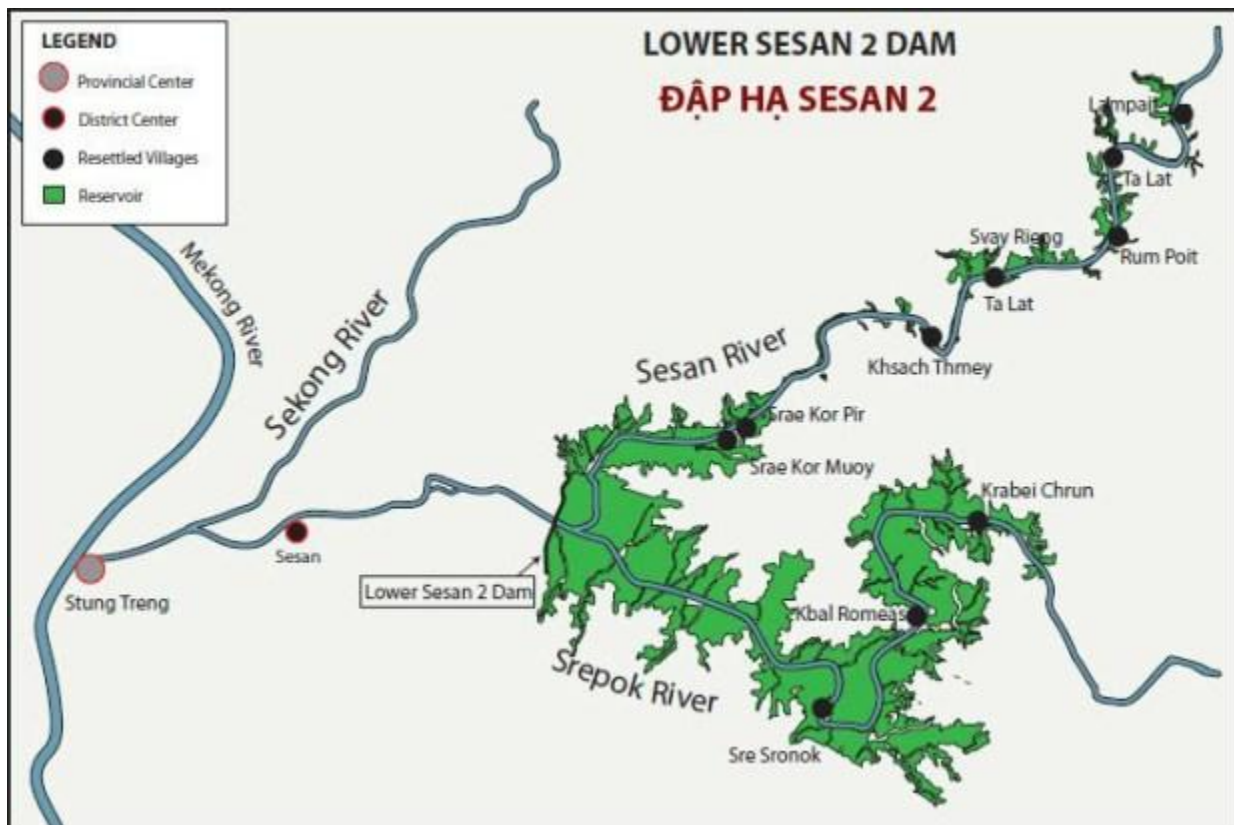 LEGEND
Provincial Center
District Center
Resettled Villages
Reservoir
LOWER SESAN 2 DAM
ĐẬP HẠ SESAN 2
Mekong River
Sekong River
Sesan River
Srepok River
Lampait
Ta Lat
Rum Poit
Svay Rieng
Ta Lat
Khsach Thmey
Srae Kor Pir
Srae Kor Muoy
Krabei Chrun
Kbal Romeas
Sre Sronok
Sesan
Lower Sesan 2 Dam
Stung Treng